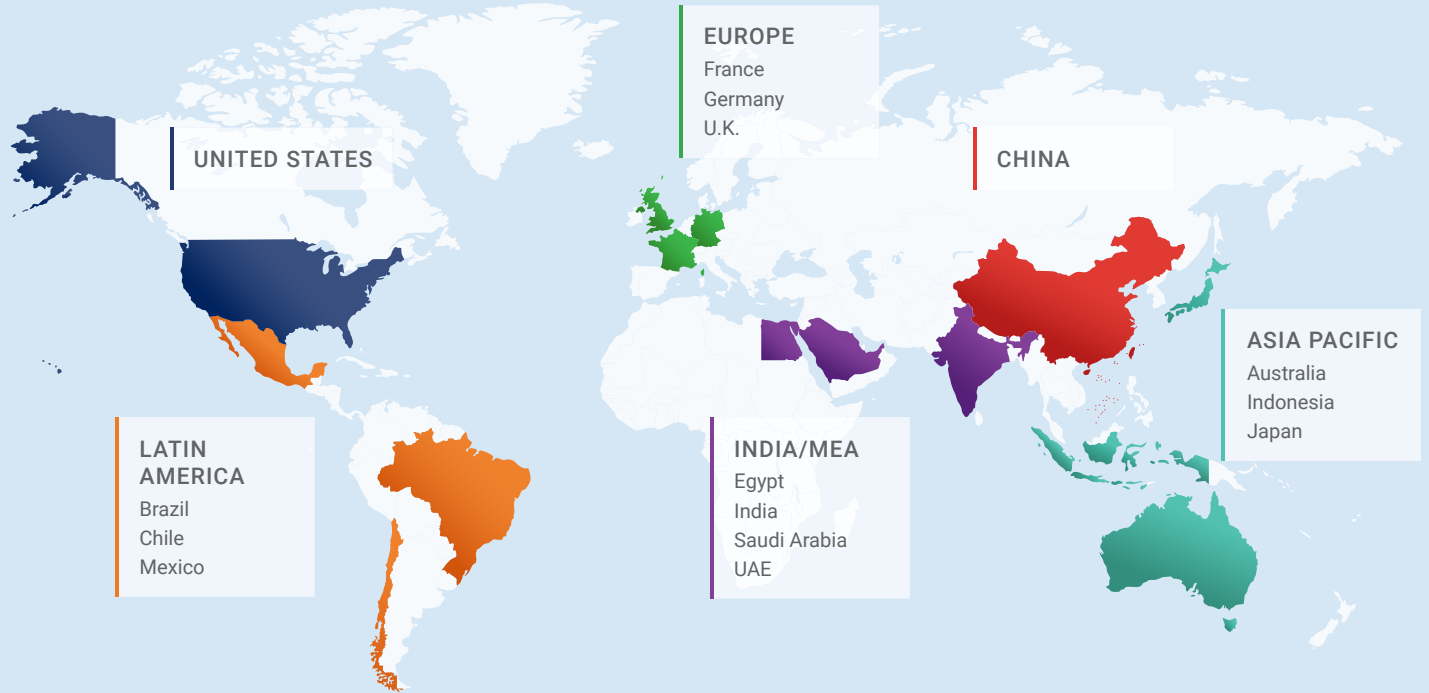 UNITED STATES
EUROPE
France
Germany
U.K.
CHINA
ASIA PACIFIC
Australia
Indonesia
Japan
LATIN
AMERICA
Brazil
Chile
Mexico
INDIA/MEA
Egypt
India
Saudi Arabia
UAE